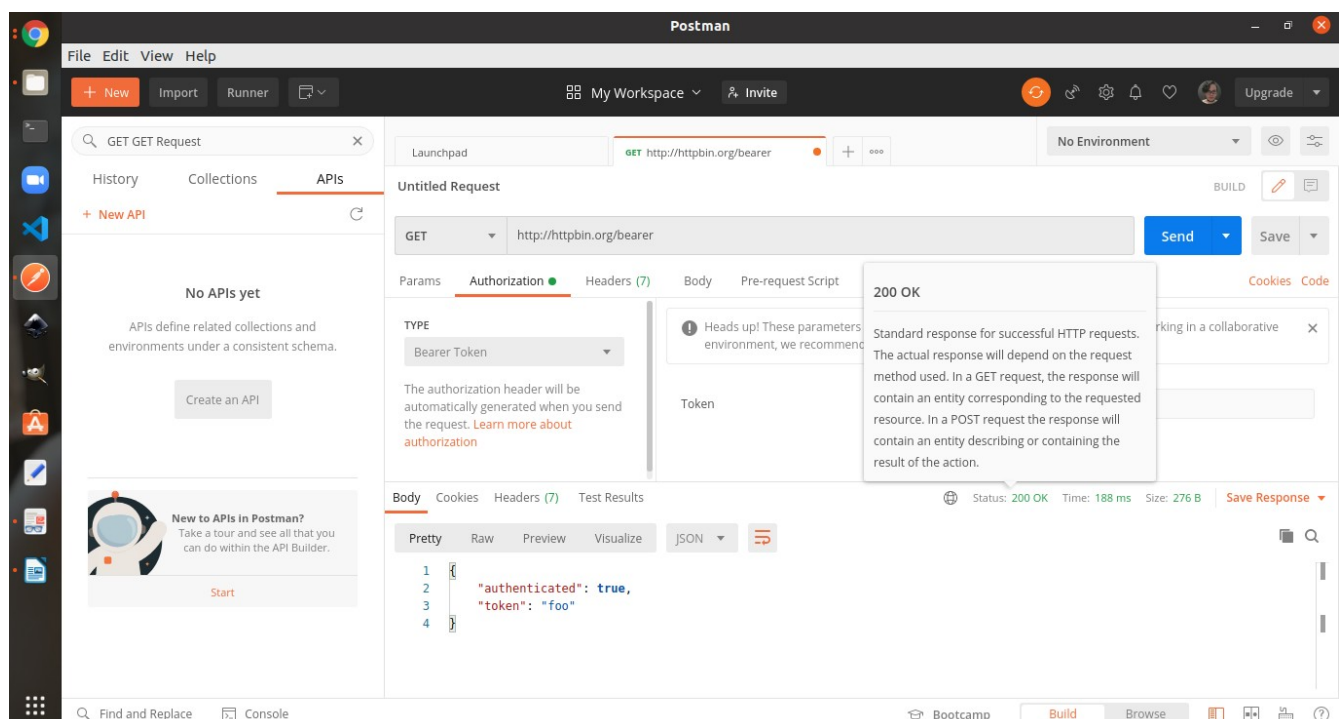 Postman
File Edit View Help
+ New Import Runner My Workspace Invite Upgrade
GET GET Request
History Collections APIs
+ New API
No APIs yet
APIs define related collections and
environments under a consistent schema.
Create an API
New to APIs in Postman?
Take a tour and see all that you
can do within the API Builder.
Start
Launchpad GET http://httpbin.org/bearer No Environment
Untitled Request BUILD
GET http://httpbin.org/bearer Send Save
Params Authorization Headers (7) Body Pre-request Script Cookies Code
TYPE
Bearer Token
The authorization header will be
automatically generated when you send
the request. Learn more about
authorization
Heads up! These parameters in a collaborative
environment, we
Token
200 OK
Standard response for successful HTTP requests.
The actual response will depend on the request
method used. In a GET request, the response will
contain an entity corresponding to the requested
resource. In a POST request the response will
contain an entity describing or containing the
result of the action.
Body Cookies Headers (7) Test Results Status: 200 OK Time: 188 ms Size: 276 B Save Response
Pretty Raw Preview Visualize JSON
1 {
2 "authenticated": true,
3 "token": "foo"
4 }
Find and Replace Console Bootcamp Build Browse